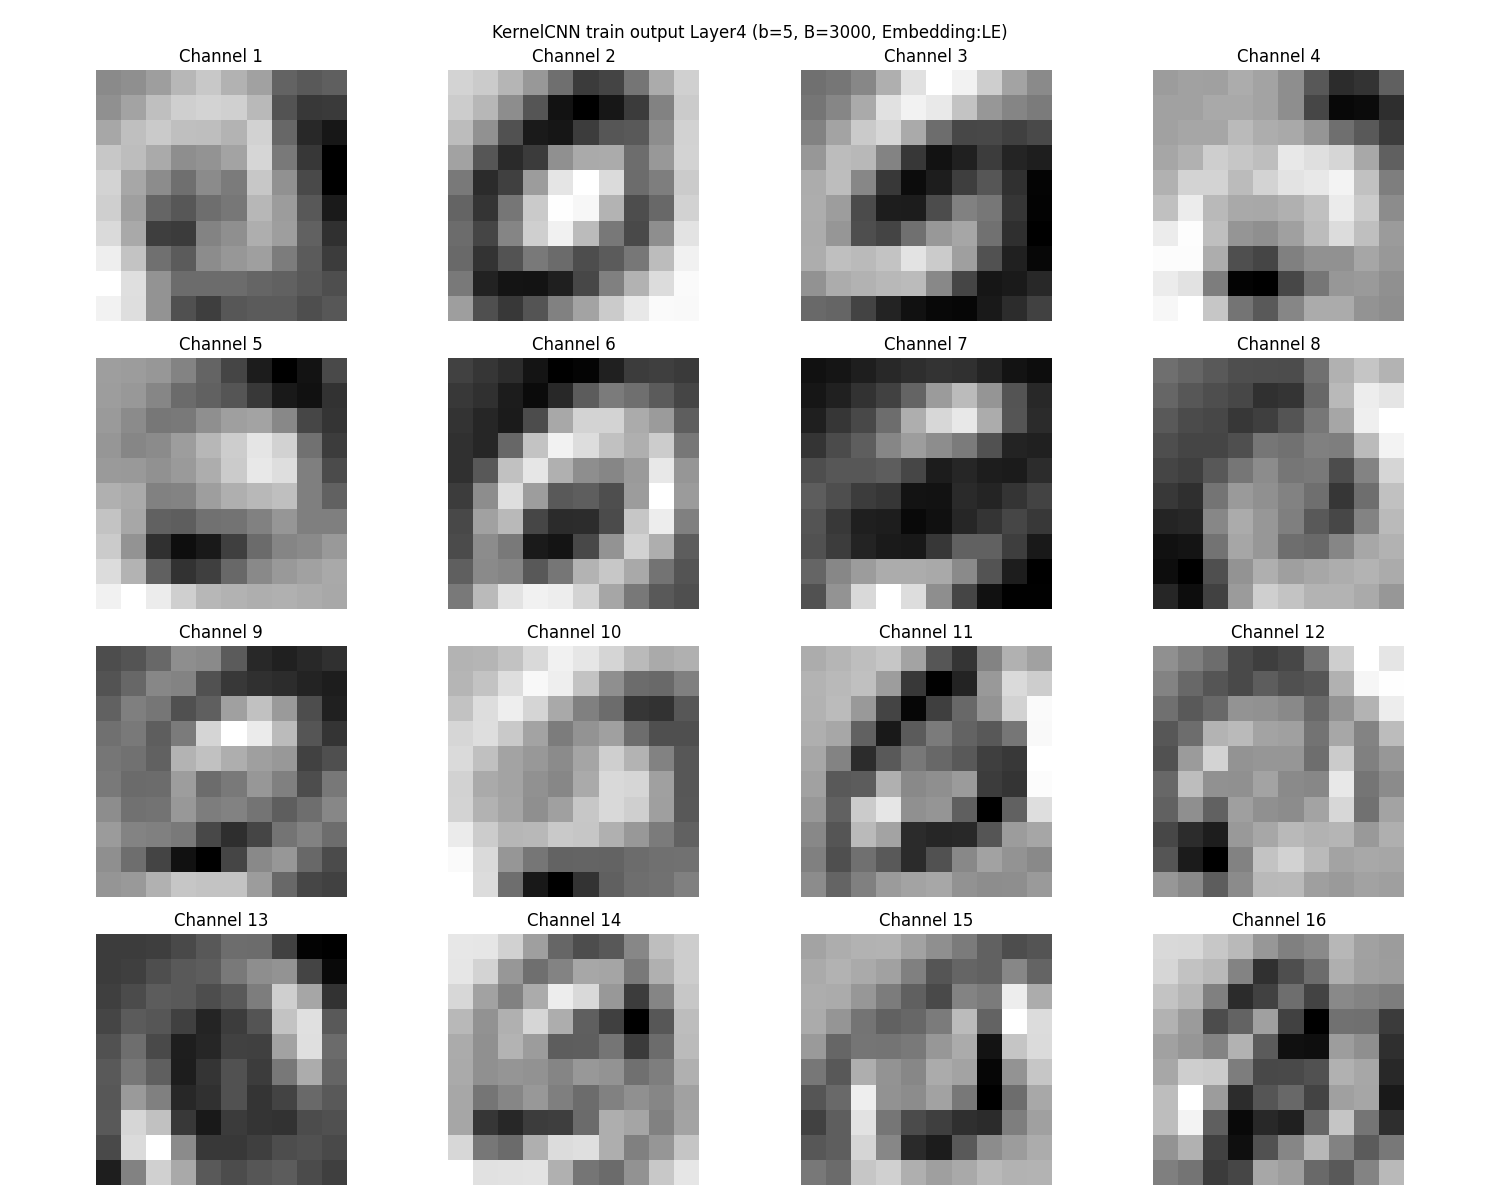 KernelCNN train output Layer4 (b=5, B=3000, Embedding:LE)
Channel 1 Channel 2 Channel 3 Channel 4
Channel 5 Channel 6 Channel 7 Channel 8
Channel 9 Channel 10 Channel 11 Channel 12
Channel 13 Channel 14 Channel 15 Channel 16